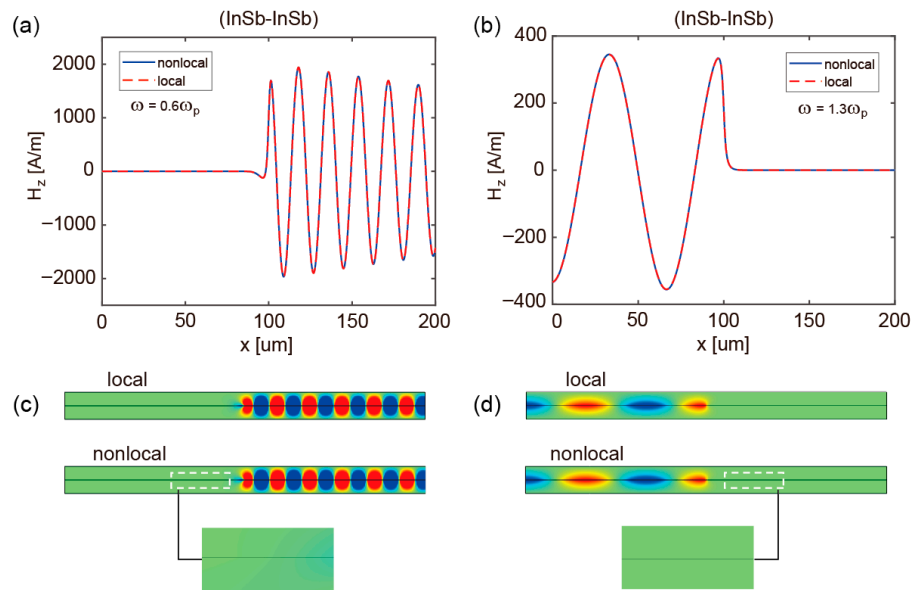 (a)
(InSb-InSb)
2000
1000
0
−1000
−2000
H_z [A/m]
nonlocal
local
ω = 0.6ω_p
0
50
100
150
200
x [um]
(b)
(InSb-InSb)
400
200
0
−200
−400
H_z [A/m]
nonlocal
local
ω = 1.3ω_p
0
50
100
150
200
x [um]
(c)
local
nonlocal
(d)
local
nonlocal